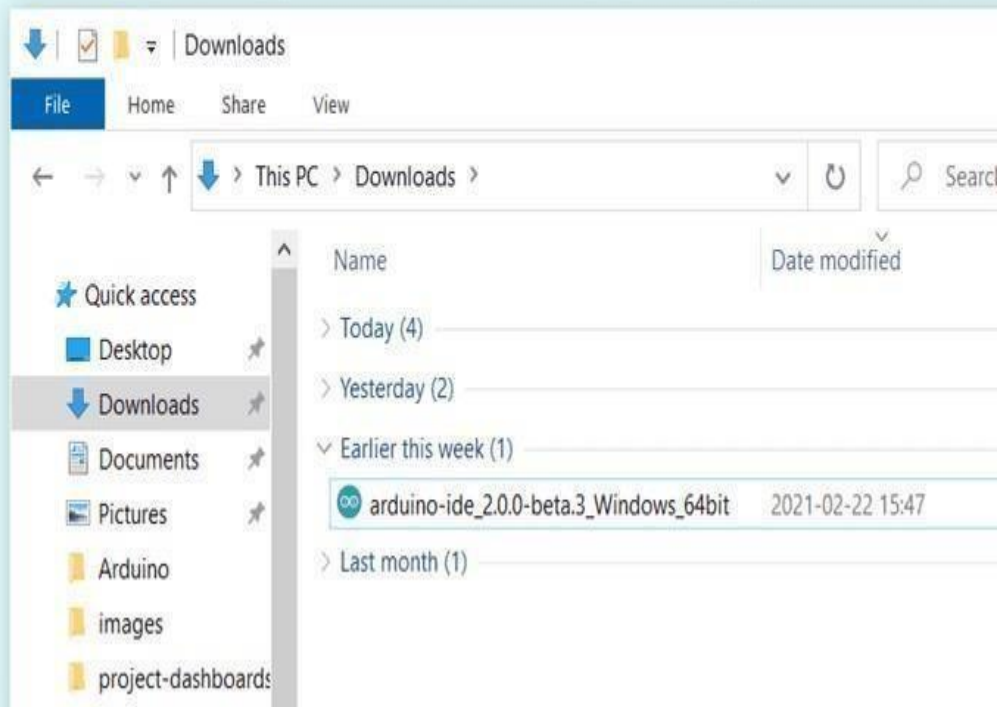 Downloads
File Home Share View
This PC > Downloads >
Name Date modified
Quick access
Today (4)
Desktop
Yesterday (2)
Downloads
Earlier this week (1)
Documents
arduino-ide_2.0.0-beta.3_Windows_64bit 2021-02-22 15:47
Pictures
Last month (1)
Arduino
images
project-dashboards